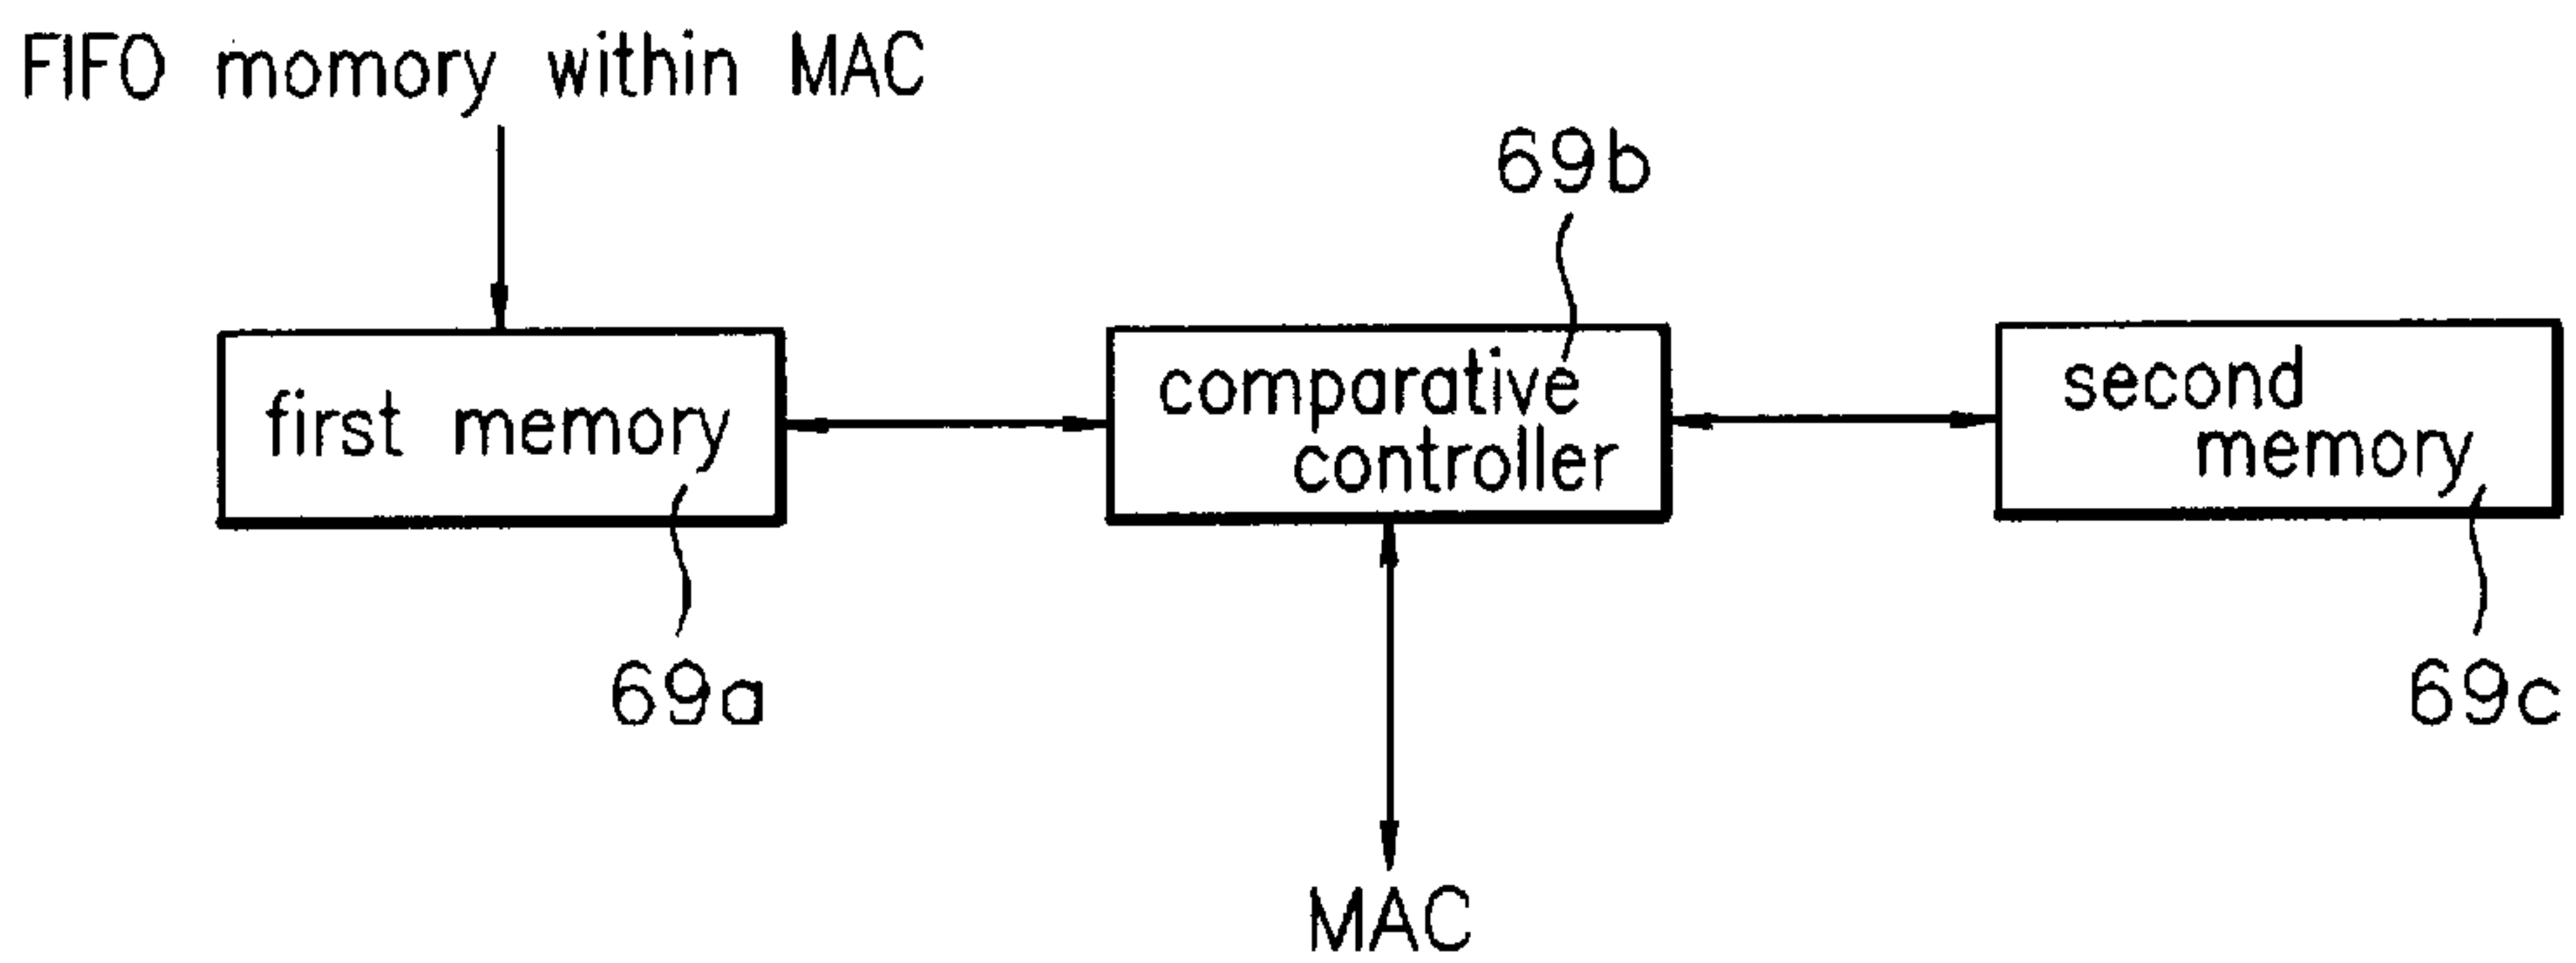 FIFO momory within MAC
69b
first memory
comparative
controller
second
memory
69a
69c
MAC